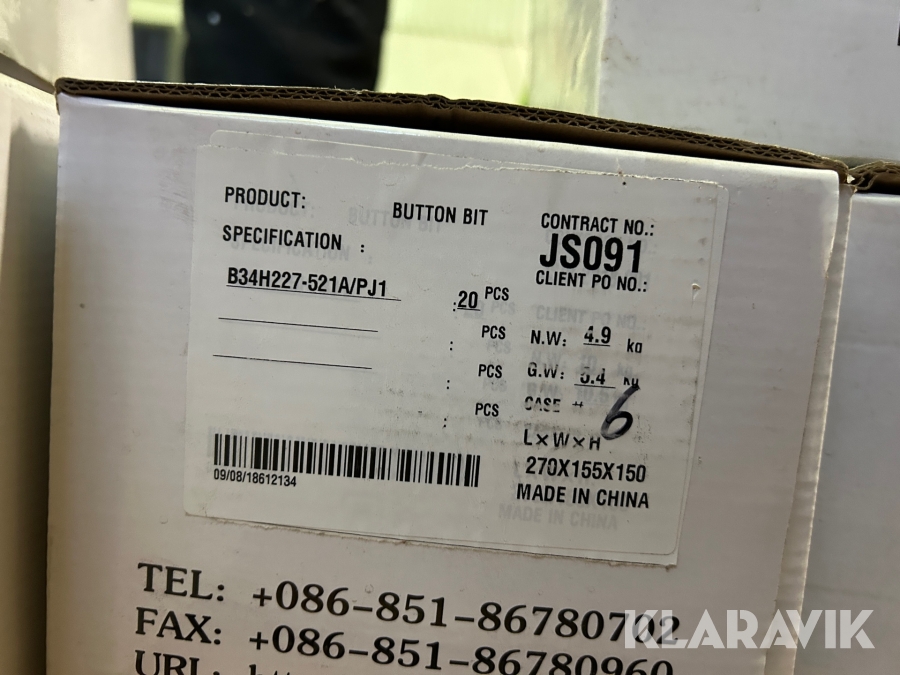 PRODUCT: BUTTON BIT
SPECIFICATION :
B34H227-521A/PJ1 :20 PCS
: PCS
: PCS
: PCS
CONTRACT NO.:
JS091
CLIENT PO NO.:
N.W: 4.9 kg
G.W: 5.4 kg
CASE # 6
L×W×H
270X155X150
MADE IN CHINA
09/08/18612134
TEL: +086-851-86780702
FAX: +086-851-86780960
URL:
KLARAVIK